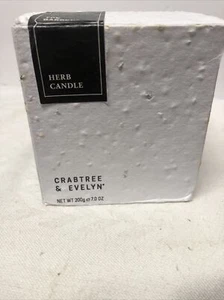 HERB
CANDLE
CRABTREE
& EVELYN®
NET WT 200g ℮ 7.0 OZ